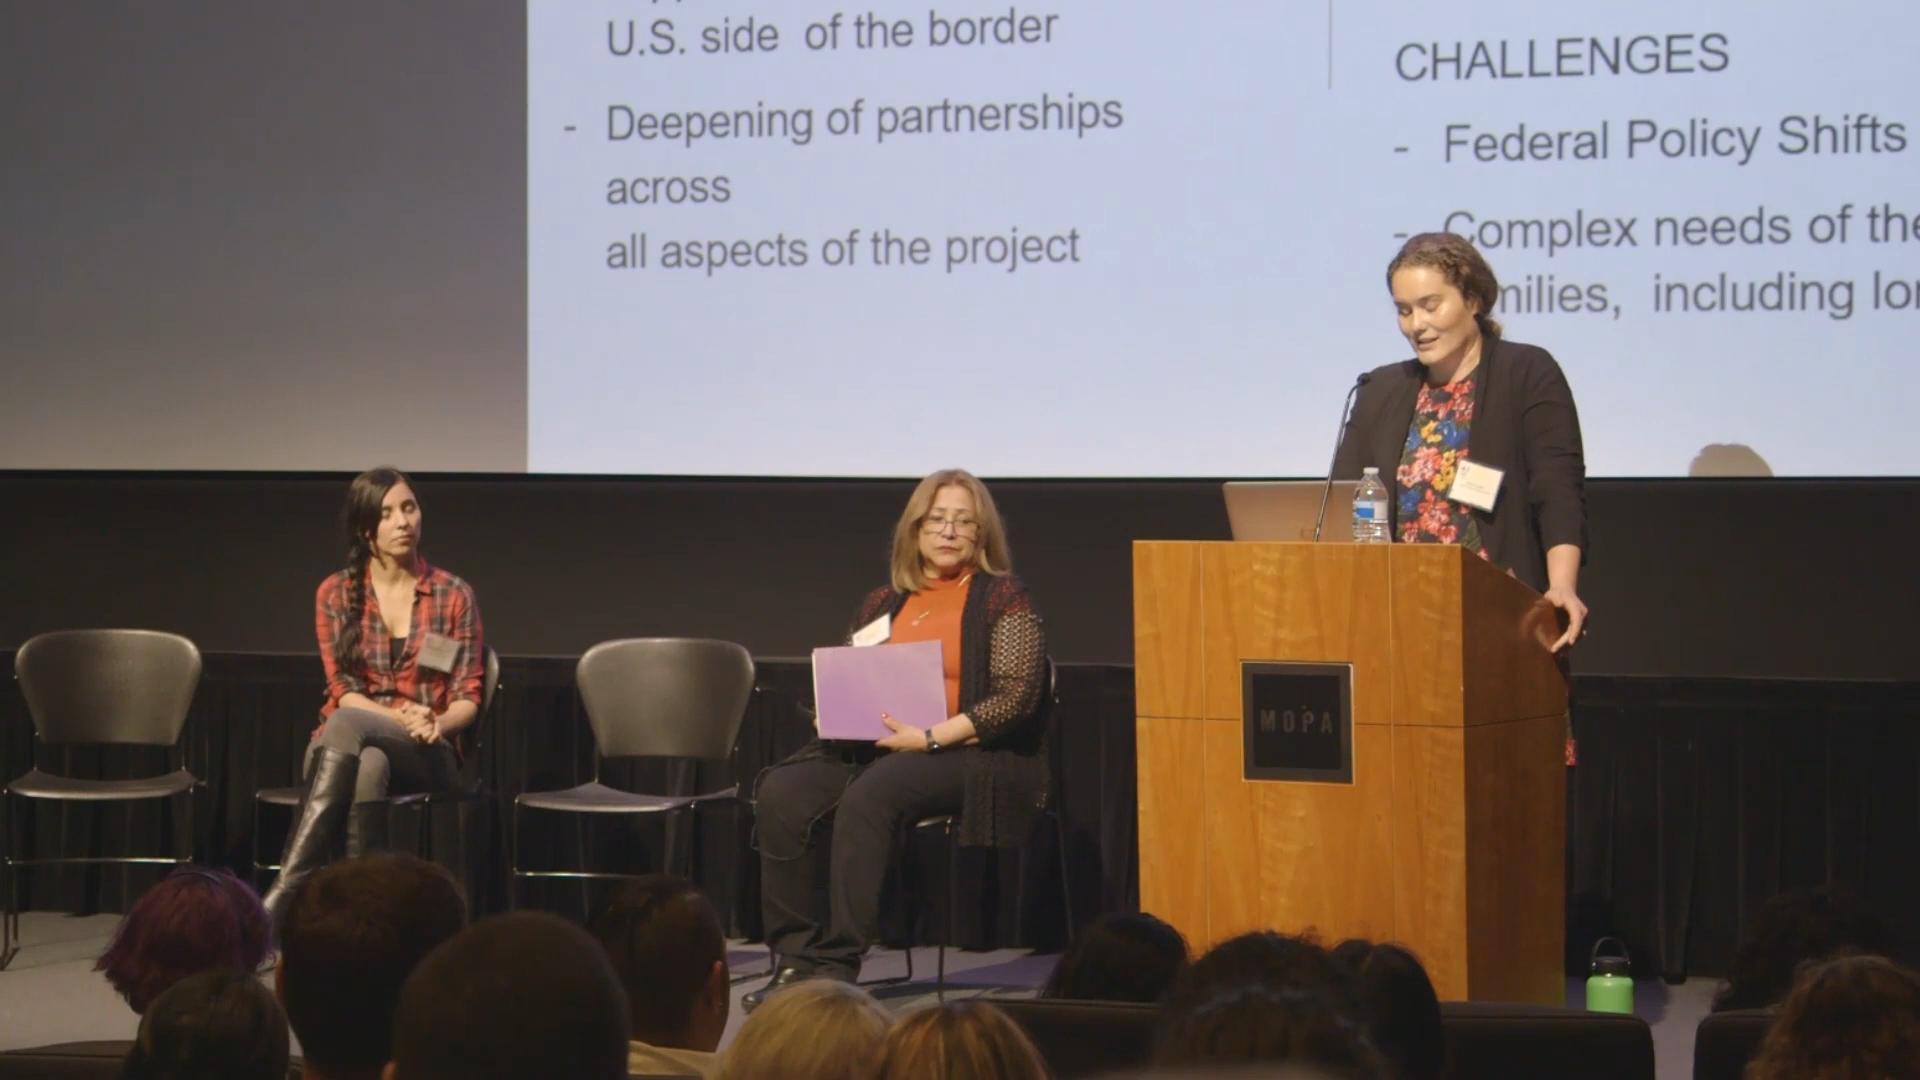 U.S. side of the border
- Deepening of partnerships
across
all aspects of the project
CHALLENGES
- Federal Policy Shifts
- Complex needs of the
milies, including
MOPA